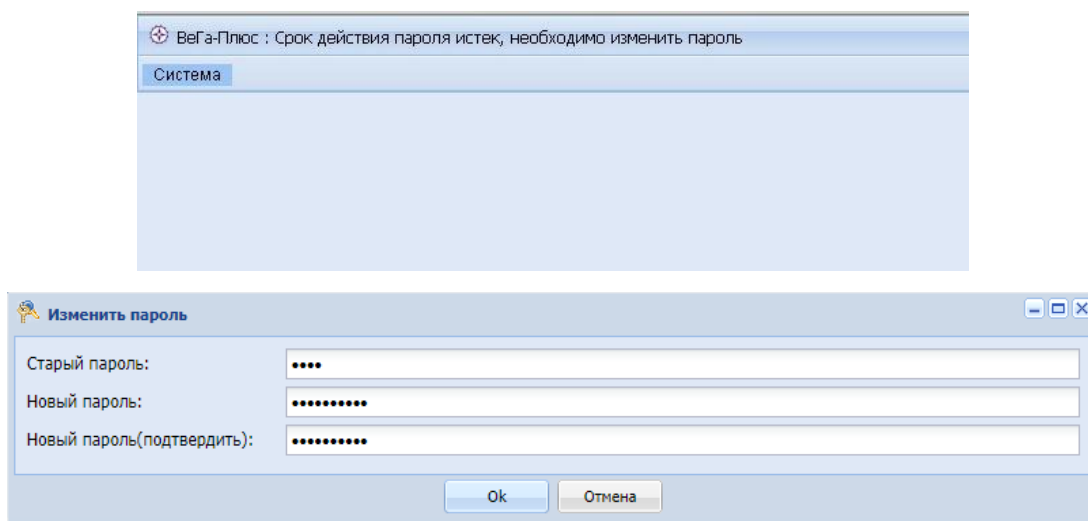 ВеГа-Плюс : Срок действия пароля истек, необходимо изменить пароль
Система
Изменить пароль
Старый пароль: ••••
Новый пароль: ••••••••••
Новый пароль(подтвердить): ••••••••••
Ok Отмена